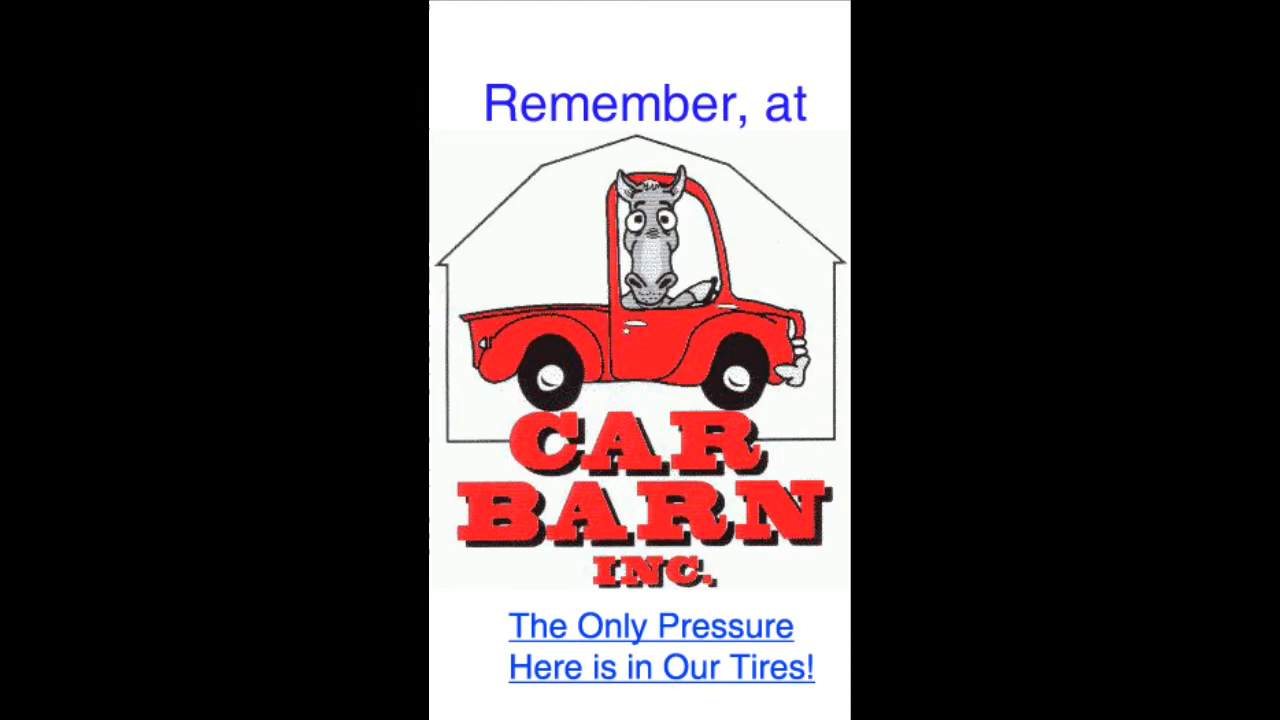 Remember, at
CAR
BARN
INC.
The Only Pressure
Here is in Our Tires!